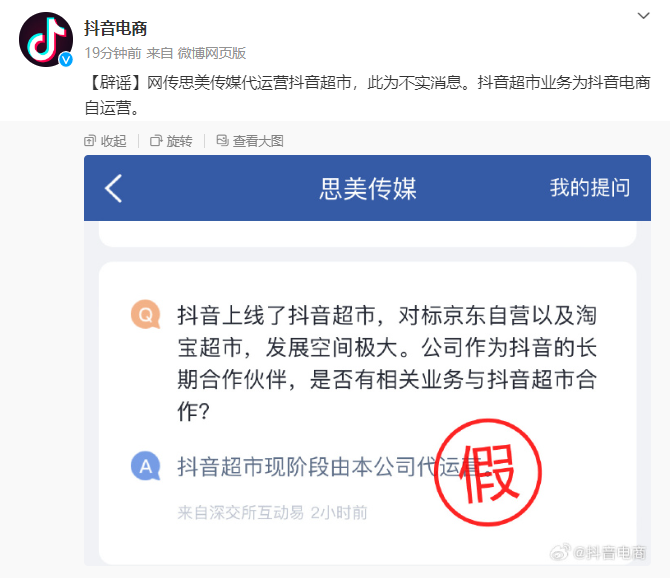 抖音电商
19分钟前 来自 微博网页版
【辟谣】网传思美传媒代运营抖音超市，此为不实消息。抖音超市业务为抖音电商
自运营。
收起 旋转 查看大图
思美传媒 我的提问
Q 抖音上线了抖音超市，对标京东自营以及淘
宝超市，发展空间极大。公司作为抖音的长
期合作伙伴，是否有相关业务与抖音超市合
作？
A 抖音超市现阶段由本公司代运营。
假
来自深交所互动易 2小时前
@抖音电商